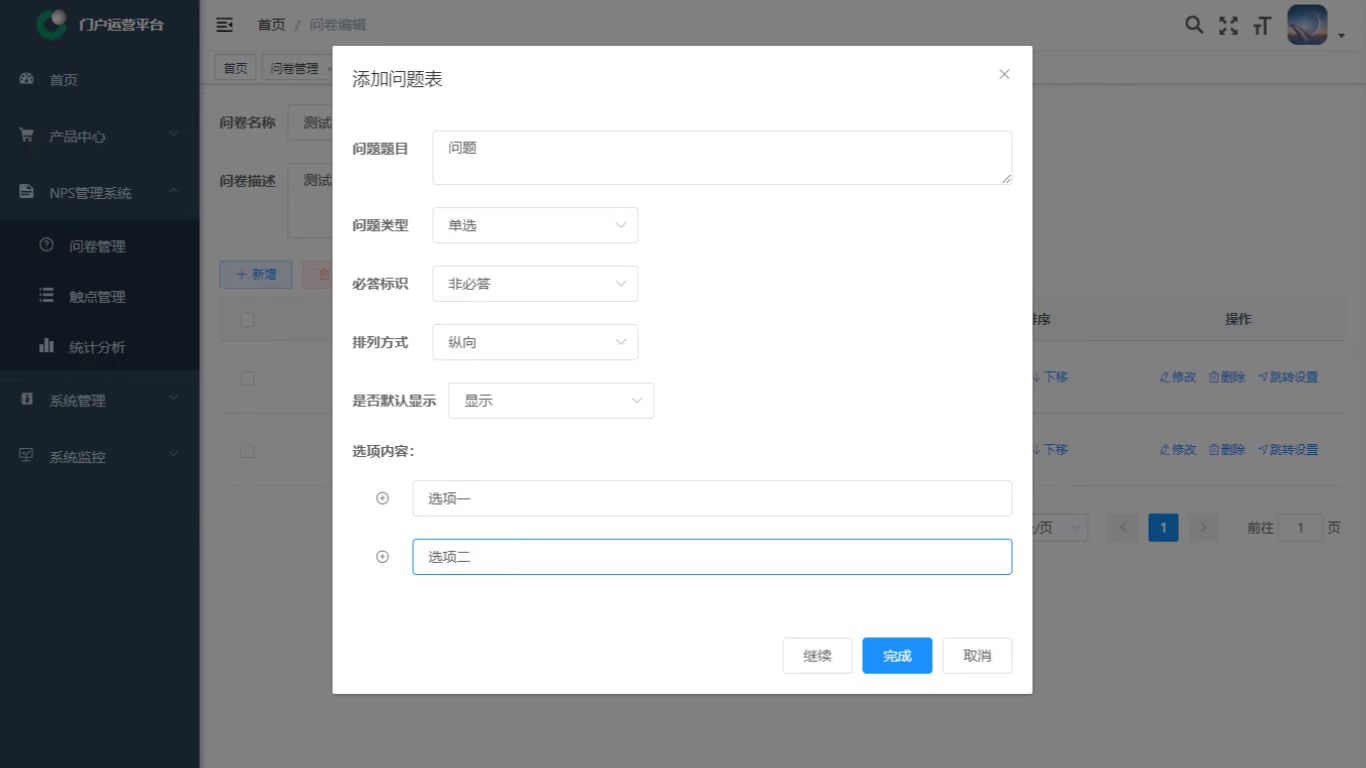 门户运营平台
首页 / 问卷编辑
首页
产品中心
NPS管理系统
问卷管理
触点管理
统计分析
系统管理
系统监控
首页
问卷管理
问卷名称
测试
问卷描述
测试
+ 新增
添加问题表
问题题目
问题
问题类型
单选
必答标识
非必答
排列方式
纵向
是否默认显示
显示
选项内容：
选项一
选项二
继续
完成
取消
操作
下移
修改 删除 跳转设置
下移
修改 删除 跳转设置
/页
1
前往 1 页